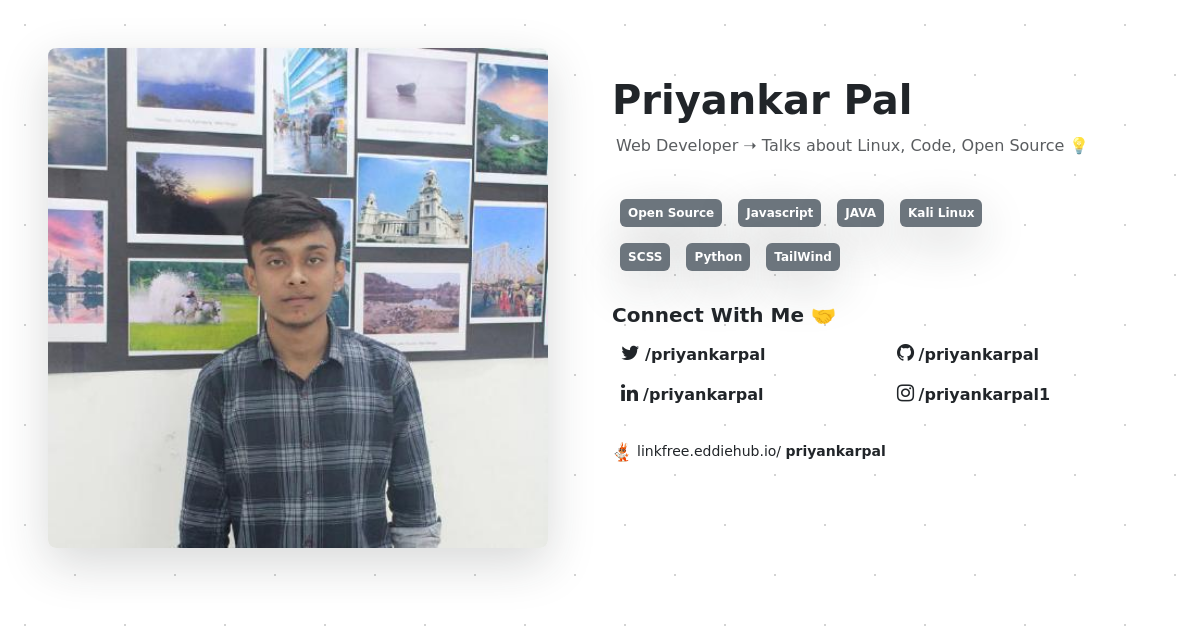 Priyankar Pal
Web Developer ➝ Talks about Linux, Code, Open Source 💡
Open Source Javascript JAVA Kali Linux
SCSS Python TailWind
Connect With Me 🤝
/priyankarpal /priyankarpal
/priyankarpal /priyankarpal1
linkfree.eddiehub.io/ priyankarpal